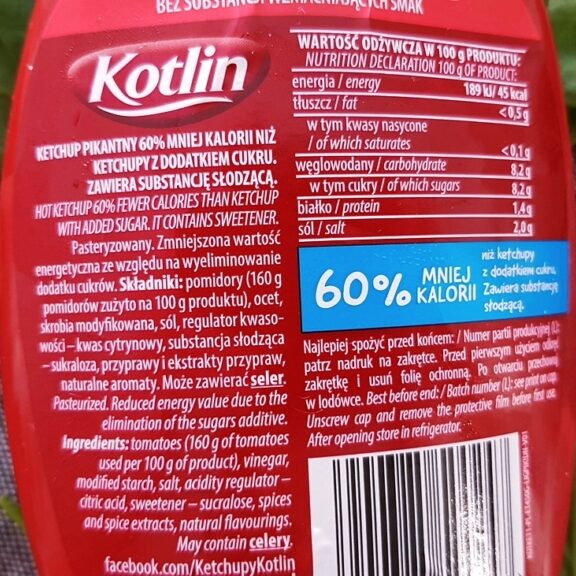 BEZ SUBSTANCJI WZMACNIAJĄCYCH SMAK
Kotlin
KETCHUP PIKANTNY 60% MNIEJ KALORII NIŻ
KETCHUPY Z DODATKIEM CUKRU.
ZAWIERA SUBSTANCJĘ SŁODZĄCĄ.
HOT KETCHUP 60% FEWER CALORIES THAN KETCHUP
WITH ADDED SUGAR. IT CONTAINS SWEETENER.
Pasteryzowany. Zmniejszona wartość
energetyczna ze względu na wyeliminowanie
dodatku cukrów. Składniki: pomidory (160 g
pomidorów zużyto na 100 g produktu), ocet,
skrobia modyfikowana, sól, regulator kwaso-
wości – kwas cytrynowy, substancja słodząca
– sukraloza, przyprawy i ekstrakty przypraw,
naturalne aromaty. Może zawierać seler.
Pasteurized. Reduced energy value due to the
elimination of the sugars additive.
Ingredients: tomatoes (160 g of tomatoes
used per 100 g of product), vinegar,
modified starch, salt, acidity regulator –
citric acid, sweetener – sucralose, spices
and spice extracts, natural flavourings.
May contain celery.
facebook.com/KetchupyKotlin
WARTOŚĆ ODŻYWCZA W 100 g PRODUKTU:
NUTRITION DECLARATION 100 g OF PRODUCT:
energia / energy 189 kJ/ 45 kcal
tłuszcz / fat < 0,5 g
w tym kwasy nasycone
/ of which saturates < 0,1 g
węglowodany / carbohydrate 8,2 g
w tym cukry / of which sugars 8,2 g
białko / protein 1,4 g
sól / salt 2,0 g
60% MNIEJ KALORII
niż ketchupy
z dodatkiem cukru.
Zawiera substancję
słodzącą.
Najlepiej spożyć przed końcem: / Numer partii produkcyjnej (L):
patrz nadruk na zakrętce. Przed pierwszym użyciem odkręć
zakrętkę i usuń folię ochronną. Po otwarciu przechowuj
w lodówce. Best before end: / Batch number (L): see print on cap.
Unscrew cap and remove the protective film before first use.
After opening store in refrigerator.